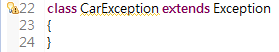 22 class CarException extends Exception
23 {
24 }